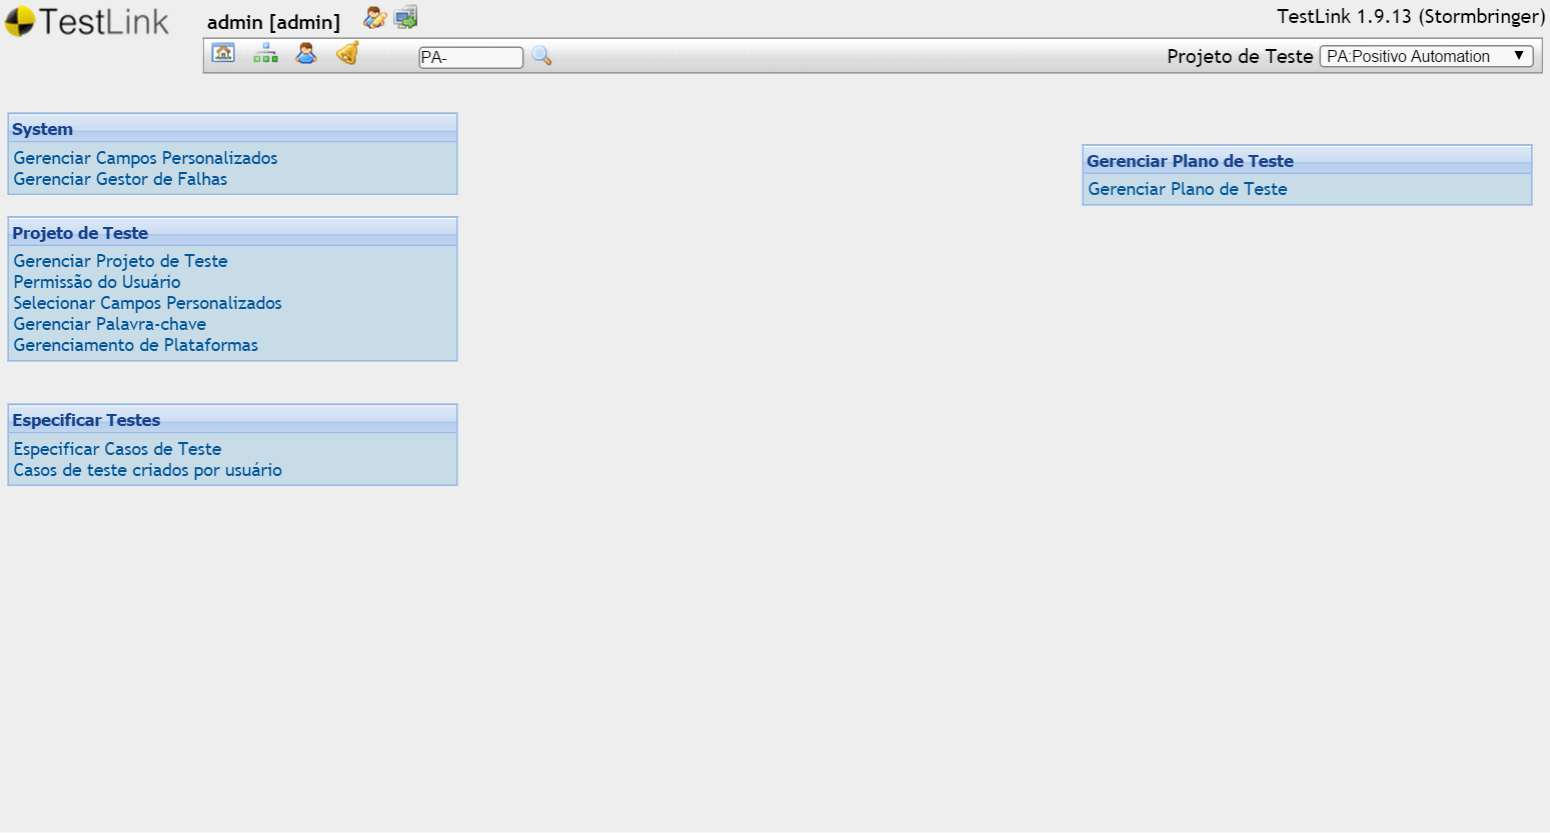 TestLink
admin [admin]
TestLink 1.9.13 (Stormbringer)
PA-
Projeto de Teste PA:Positivo Automation
System
Gerenciar Campos Personalizados
Gerenciar Gestor de Falhas
Projeto de Teste
Gerenciar Projeto de Teste
Permissão do Usuário
Selecionar Campos Personalizados
Gerenciar Palavra-chave
Gerenciamento de Plataformas
Especificar Testes
Especificar Casos de Teste
Casos de teste criados por usuário
Gerenciar Plano de Teste
Gerenciar Plano de Teste